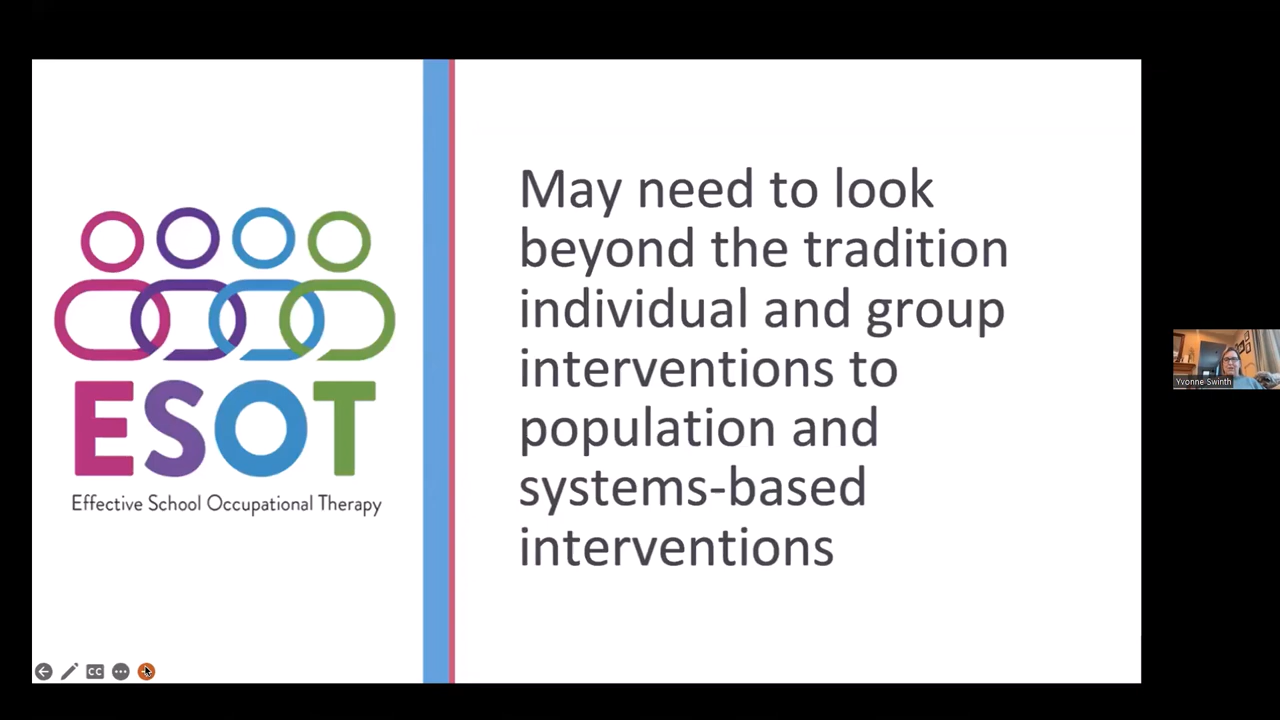 ESOT
Effective School Occupational Therapy
May need to look
beyond the tradition
individual and group
interventions to
population and
systems-based
interventions
CC
Yvonne Swinth